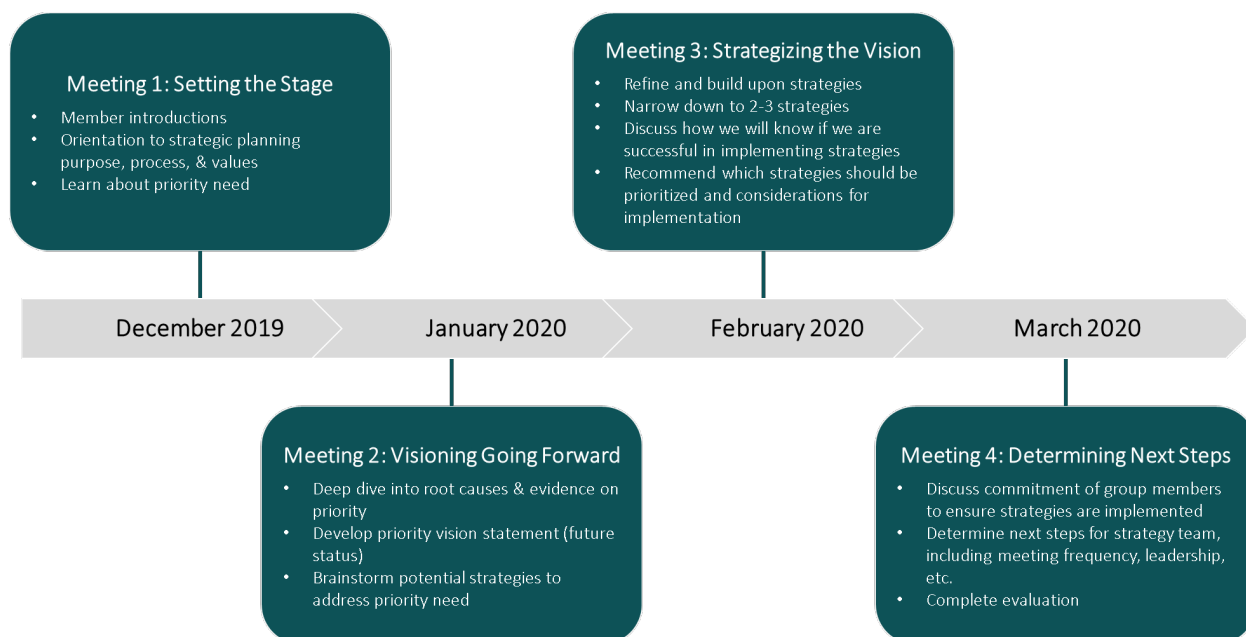 Meeting 1: Setting the Stage
• Member introductions
• Orientation to strategic planning
purpose, process, & values
• Learn about priority need
Meeting 3: Strategizing the Vision
• Refine and build upon strategies
• Narrow down to 2-3 strategies
• Discuss how we will know if we are
successful in implementing strategies
• Recommend which strategies should be
prioritized and considerations for
implementation
December 2019
January 2020
February 2020
March 2020
Meeting 2: Visioning Going Forward
• Deep dive into root causes & evidence on
priority
• Develop priority vision statement (future
status)
• Brainstorm potential strategies to
address priority need
Meeting 4: Determining Next Steps
• Discuss commitment of group members
to ensure strategies are implemented
• Determine next steps for strategy team,
including meeting frequency, leadership,
etc.
• Complete evaluation